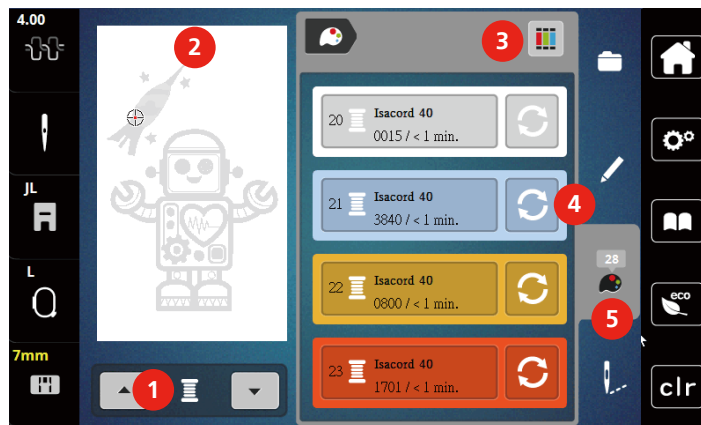 4.00
2
3
20 Isacord 40
0015 / < 1 min.
JL
21 Isacord 40
3840 / < 1 min.
4
28
L
22 Isacord 40
0800 / < 1 min.
eco
5
7mm
23 Isacord 40
1701 / < 1 min.
1
clr